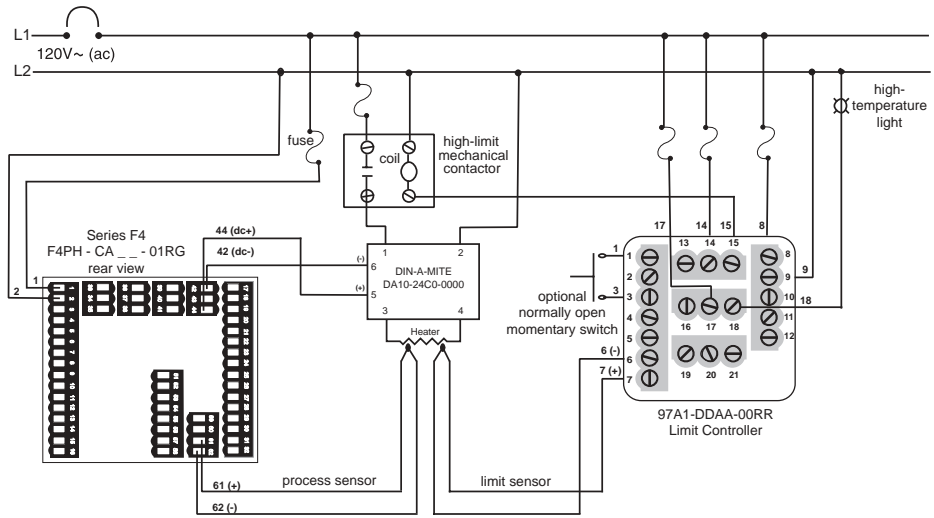 L1
120V~ (ac)
L2
high-
temperature
light
fuse
coil
high-limit
mechanical
contactor
17
14
15
8
Series F4
F4PH - CA _ _ - 01RG
rear view
44 (dc+)
42 (dc-)
1
2
1
2
(-)
6
(+)
5
DIN-A-MITE
DA10-24C0-0000
3
4
Heater
optional
normally open
momentary switch
1
3
6 (-)
7 (+)
1
2
3
4
5
6
7
13
14
15
16
17
18
19
20
21
8
9
10
11
12
9
18
97A1-DDAA-00RR
Limit Controller
61 (+)
process sensor
limit sensor
62 (-)